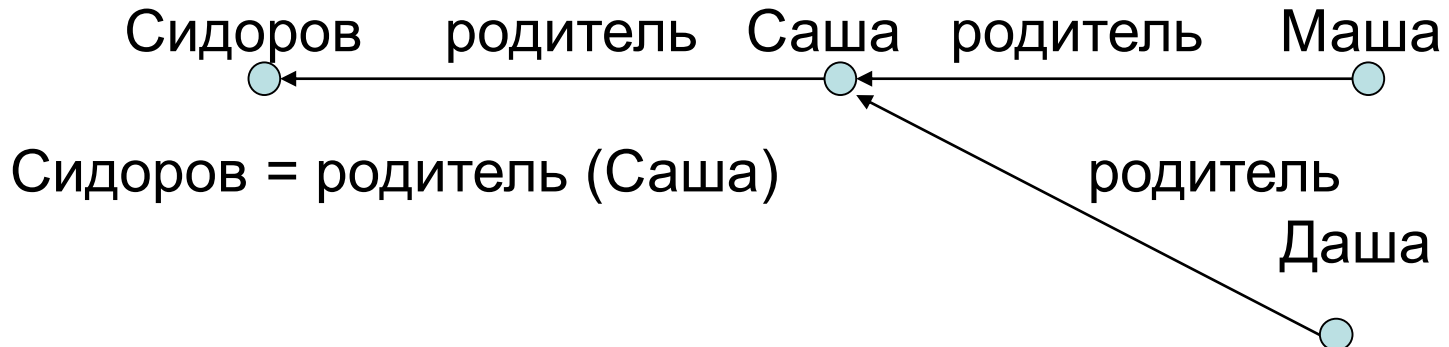 Сидоров родитель Саша родитель Маша
Сидоров = родитель (Саша) родитель
Даша